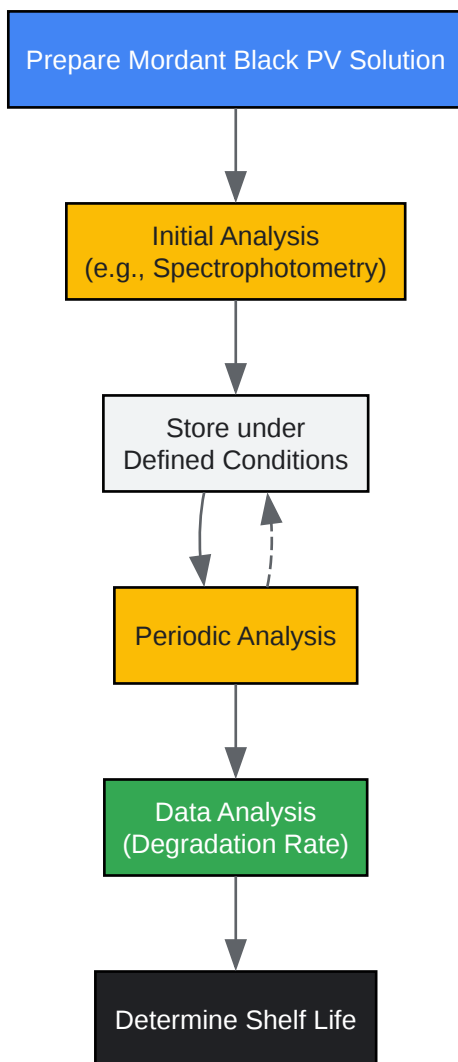 Prepare Mordant Black PV Solution
Initial Analysis
(e.g., Spectrophotometry)
Store under
Defined Conditions
Periodic Analysis
Data Analysis
(Degradation Rate)
Determine Shelf Life